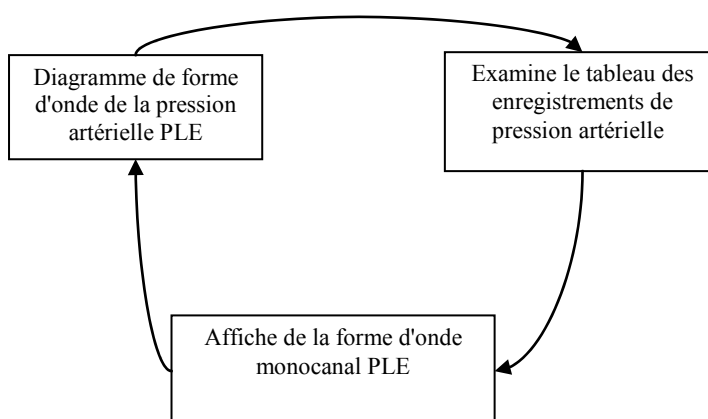 Diagramme de forme
d'onde de la pression
artérielle PLE
Examine le tableau des
enregistrements de
pression artérielle
Affiche de la forme d'onde
monocanal PLE